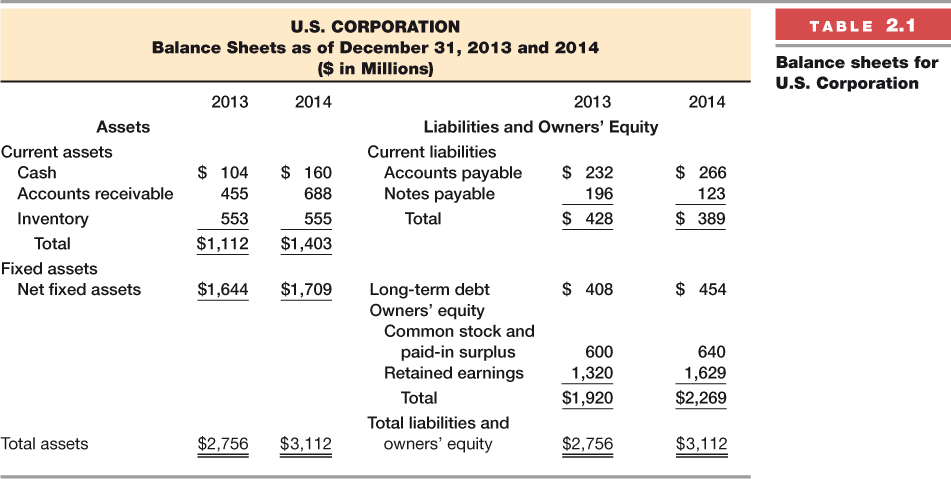 U.S. CORPORATION
Balance Sheets as of December 31, 2013 and 2014
($ in Millions)
TABLE 2.1
Balance sheets for
U.S. Corporation
2013 2014 2013 2014
Assets Liabilities and Owners’ Equity
Current assets Current liabilities
Cash $ 104 $ 160 Accounts payable $ 232 $ 266
Accounts receivable 455 688 Notes payable 196 123
Inventory 553 555 Total $ 428 $ 389
Total $1,112 $1,403
Fixed assets
Net fixed assets $1,644 $1,709 Long-term debt $ 408 $ 454
Owners’ equity
Common stock and
paid-in surplus 600 640
Retained earnings 1,320 1,629
Total $1,920 $2,269
Total liabilities and
Total assets $2,756 $3,112 owners’ equity $2,756 $3,112